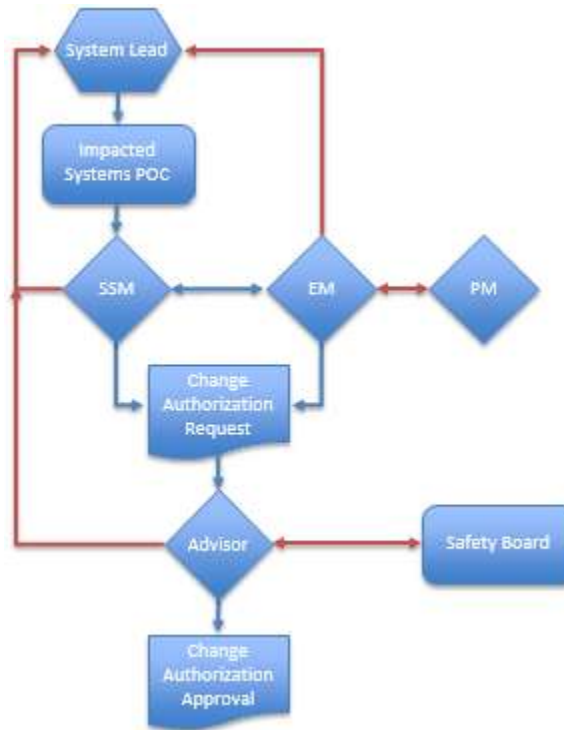 System Lead
Impacted
Systems POC
SSM
EM
PM
Change
Authorization
Request
Advisor
Safety Board
Change
Authorization
Approval